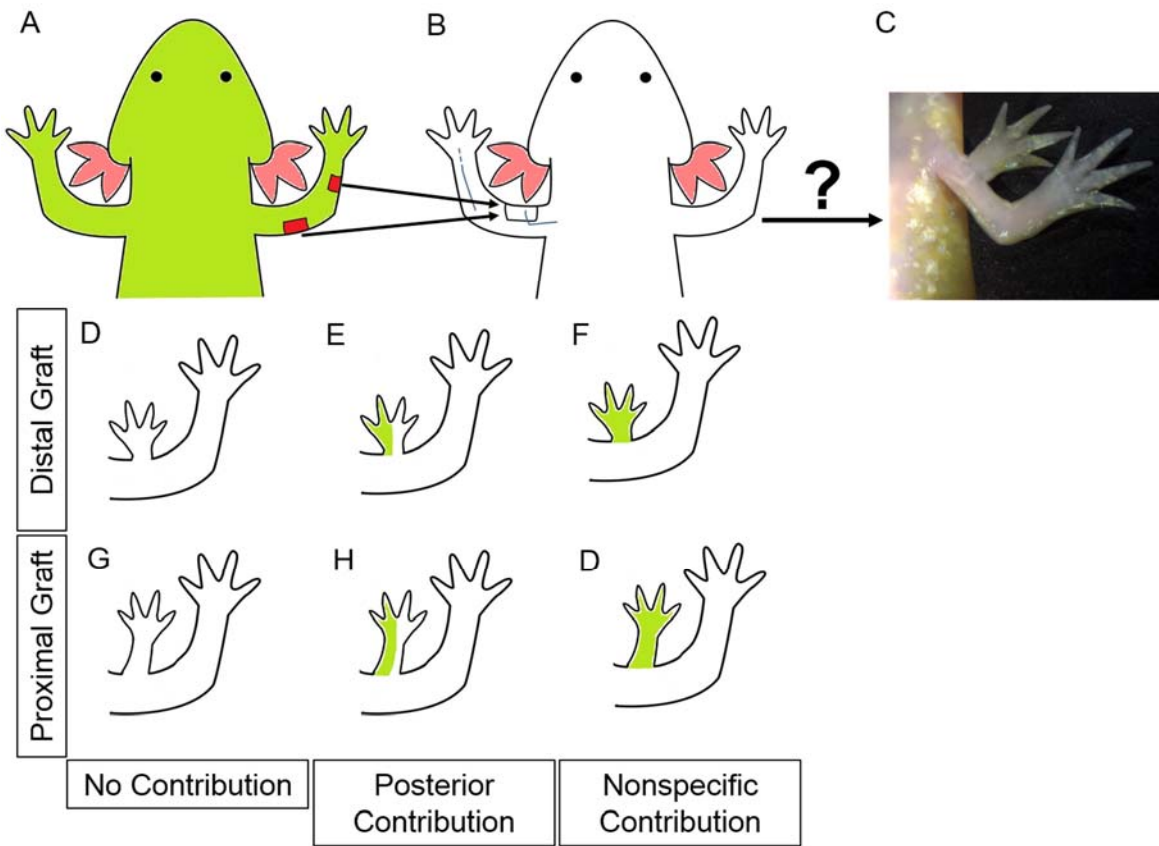 A
B
C
?
D
E
F
Distal Graft
G
H
D
Proximal Graft
No Contribution
Posterior
Contribution
Nonspecific
Contribution